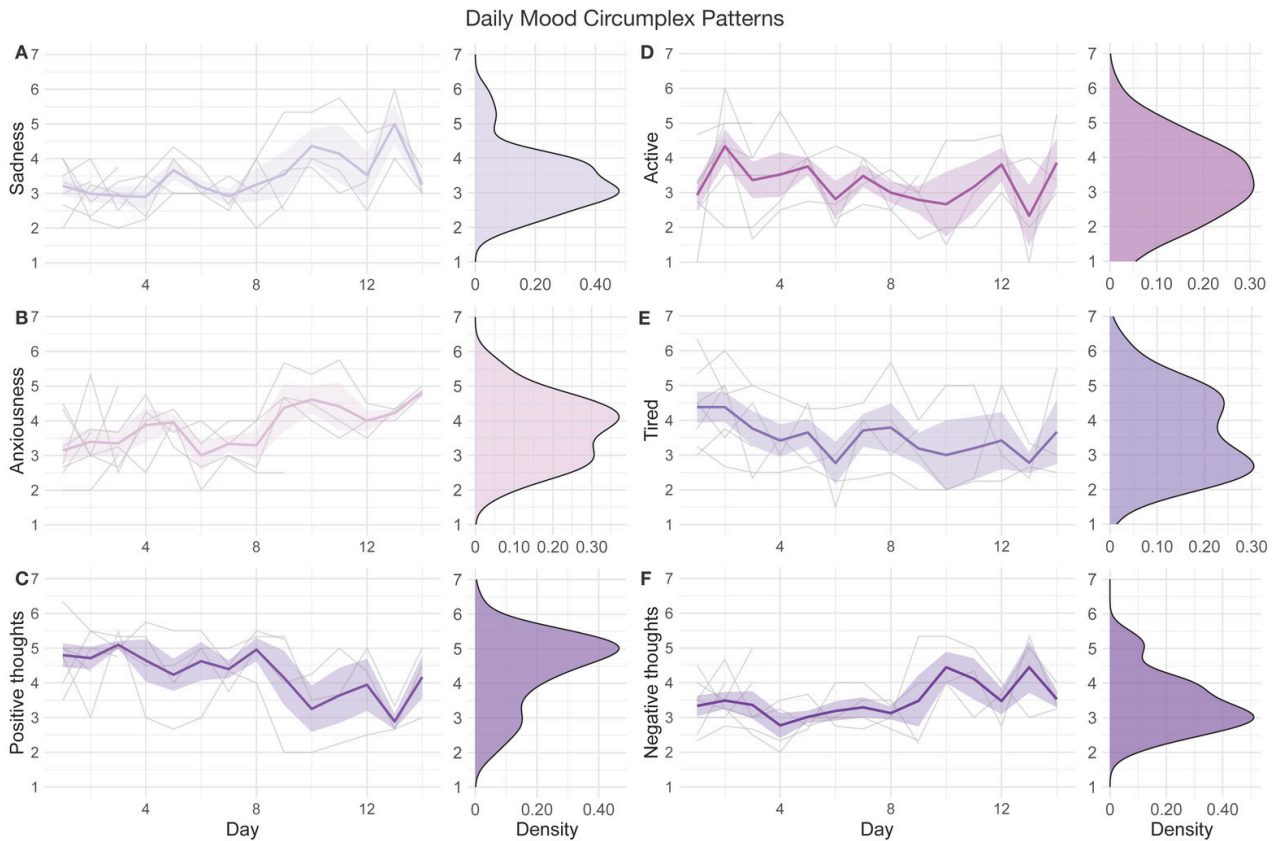 Daily Mood Circumplex Patterns
A
7
6
5
4
3
2
1
Sadness
4 8 12
7
6
5
4
3
2
1
0 0.20 0.40
D
7
6
5
4
3
2
1
Active
4 8 12
7
6
5
4
3
2
1
0 0.10 0.20 0.30
B
7
6
5
4
3
2
1
Anxiousness
4 8 12
7
6
5
4
3
2
1
0 0.10 0.20 0.30
E
7
6
5
4
3
2
1
Tired
4 8 12
7
6
5
4
3
2
1
0 0.10 0.20 0.30
C
7
6
5
4
3
2
1
Positive thoughts
4 8 12
Day
7
6
5
4
3
2
1
0 0.20 0.40
Density
F
7
6
5
4
3
2
1
Negative thoughts
4 8 12
Day
7
6
5
4
3
2
1
0 0.20 0.40
Density